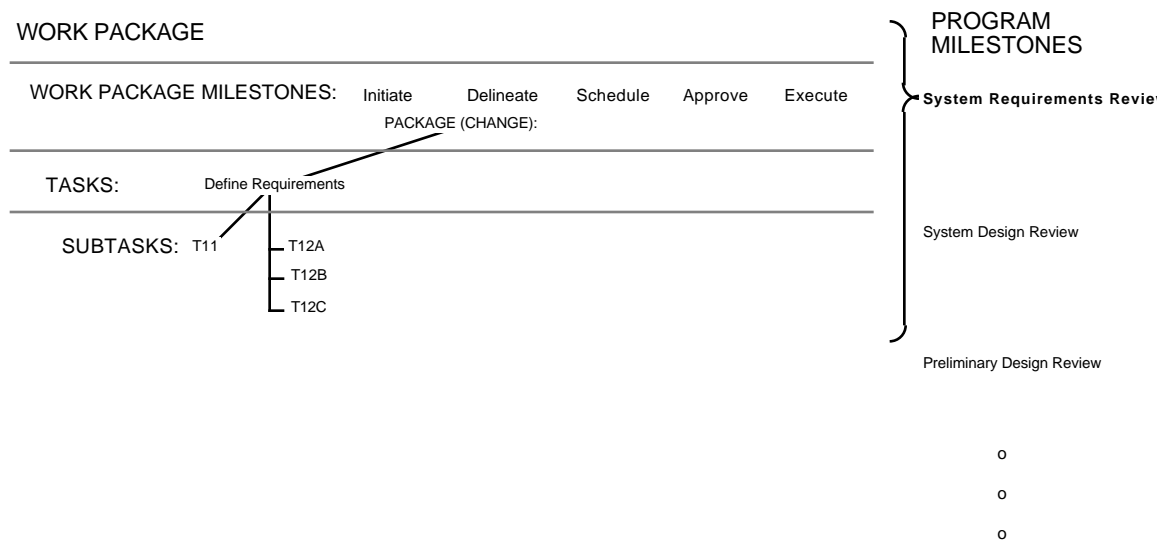 WORK PACKAGE
PROGRAM
MILESTONES
WORK PACKAGE MILESTONES: Initiate Delineate Schedule Approve Execute
PACKAGE (CHANGE):
System Requirements
TASKS: Define Requirements
System Design Review
SUBTASKS: T11 T12A
T12B
T12C
Preliminary Design Review
o
o
o